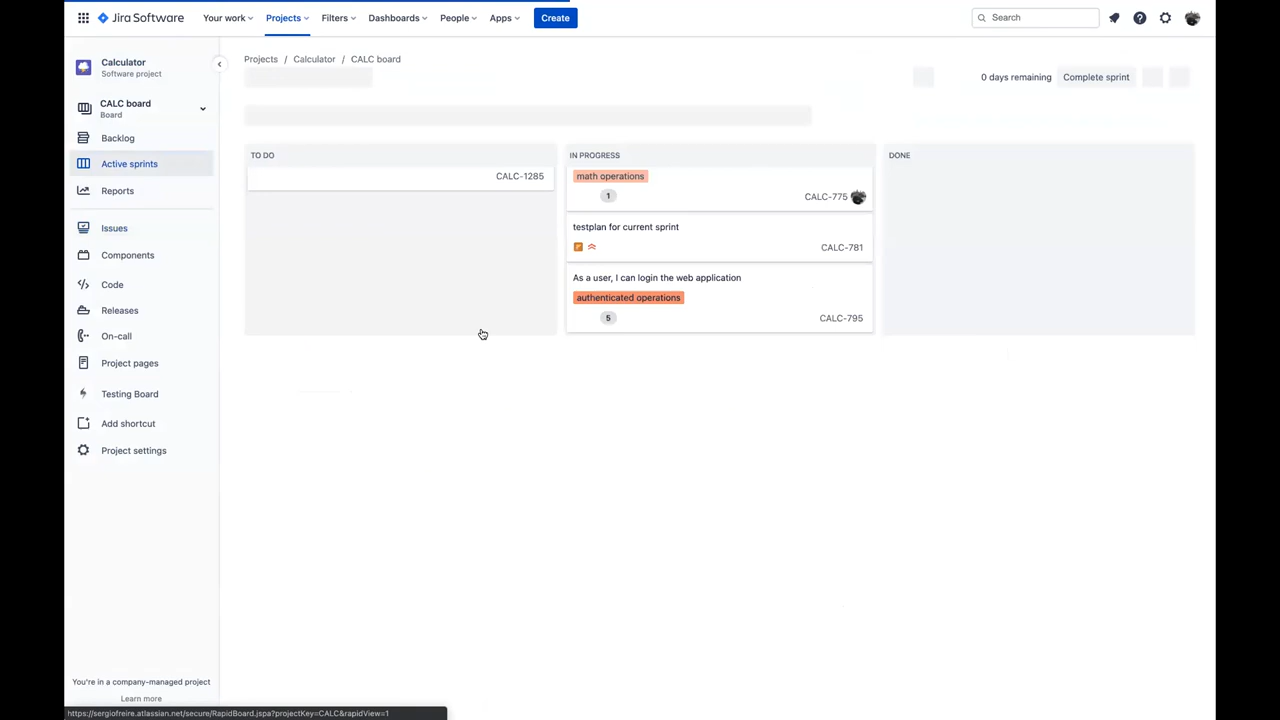 Jira Software
Your work
Projects
Filters
Dashboards
People
Apps
Create
Search
Calculator
Software project
CALC board
Board
Backlog
Active sprints
Reports
Issues
Components
Code
Releases
On-call
Project pages
Testing Board
Add shortcut
Project settings
You're in a company-managed project
Learn more
Projects / Calculator / CALC board
0 days remaining
Complete sprint
TO DO
CALC-1285
IN PROGRESS
math operations
1
CALC-775
testplan for current sprint
CALC-781
As a user, I can login the web application
authenticated operations
5
CALC-795
DONE
https://sergiofreire.atlassian.net/secure/RapidBoard.jspa?projectKey=CALC&rapidView=1